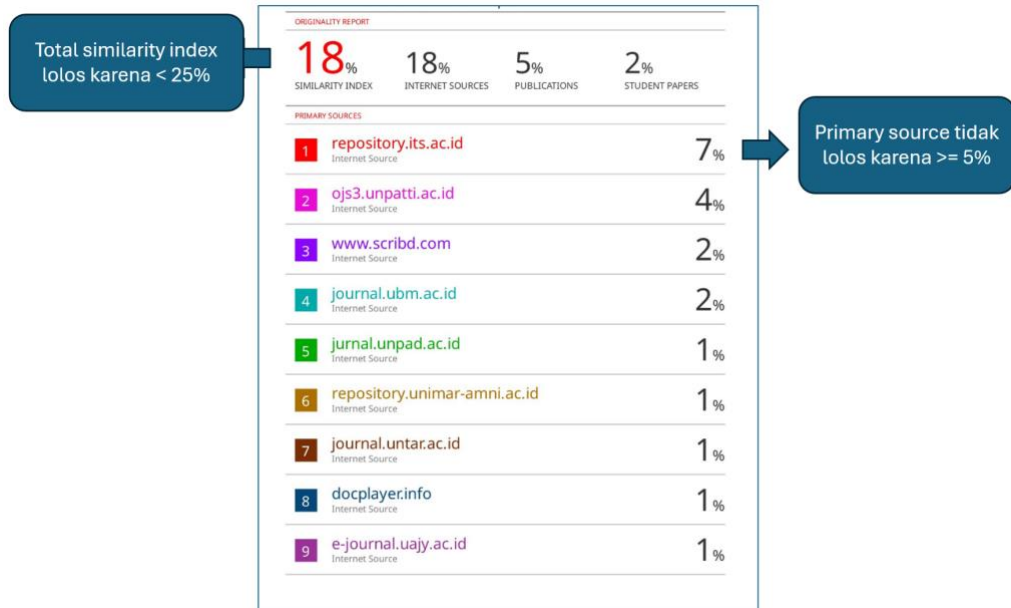 Total similarity index
lolos karena < 25%
ORIGINALITY REPORT
18%
SIMILARITY INDEX
18%
INTERNET SOURCES
5%
PUBLICATIONS
2%
STUDENT PAPERS
PRIMARY SOURCES
1 repository.its.ac.id 7%
Internet Source
Primary source tidak
lolos karena >= 5%
2 ojs3.unpatti.ac.id 4%
Internet Source
3 www.scribd.com 2%
Internet Source
4 journal.ubm.ac.id 2%
Internet Source
5 jurnal.unpad.ac.id 1%
Internet Source
6 repository.unimar-amni.ac.id 1%
Internet Source
7 journal.untar.ac.id 1%
Internet Source
8 docplayer.info 1%
Internet Source
9 e-journal.uajy.ac.id 1%
Internet Source